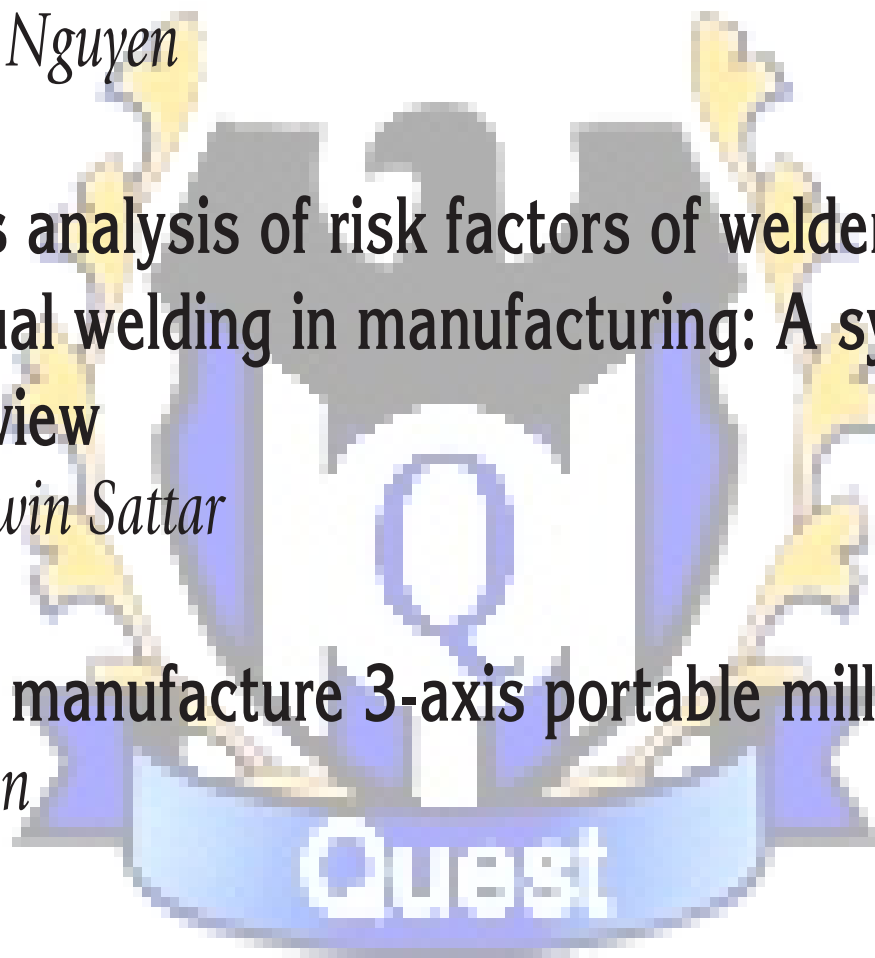 Nguyen
s analysis of risk factors of welder
ual welding in manufacturing: A sy
view
win Sattar
manufacture 3-axis portable mill
n
Q
Quest